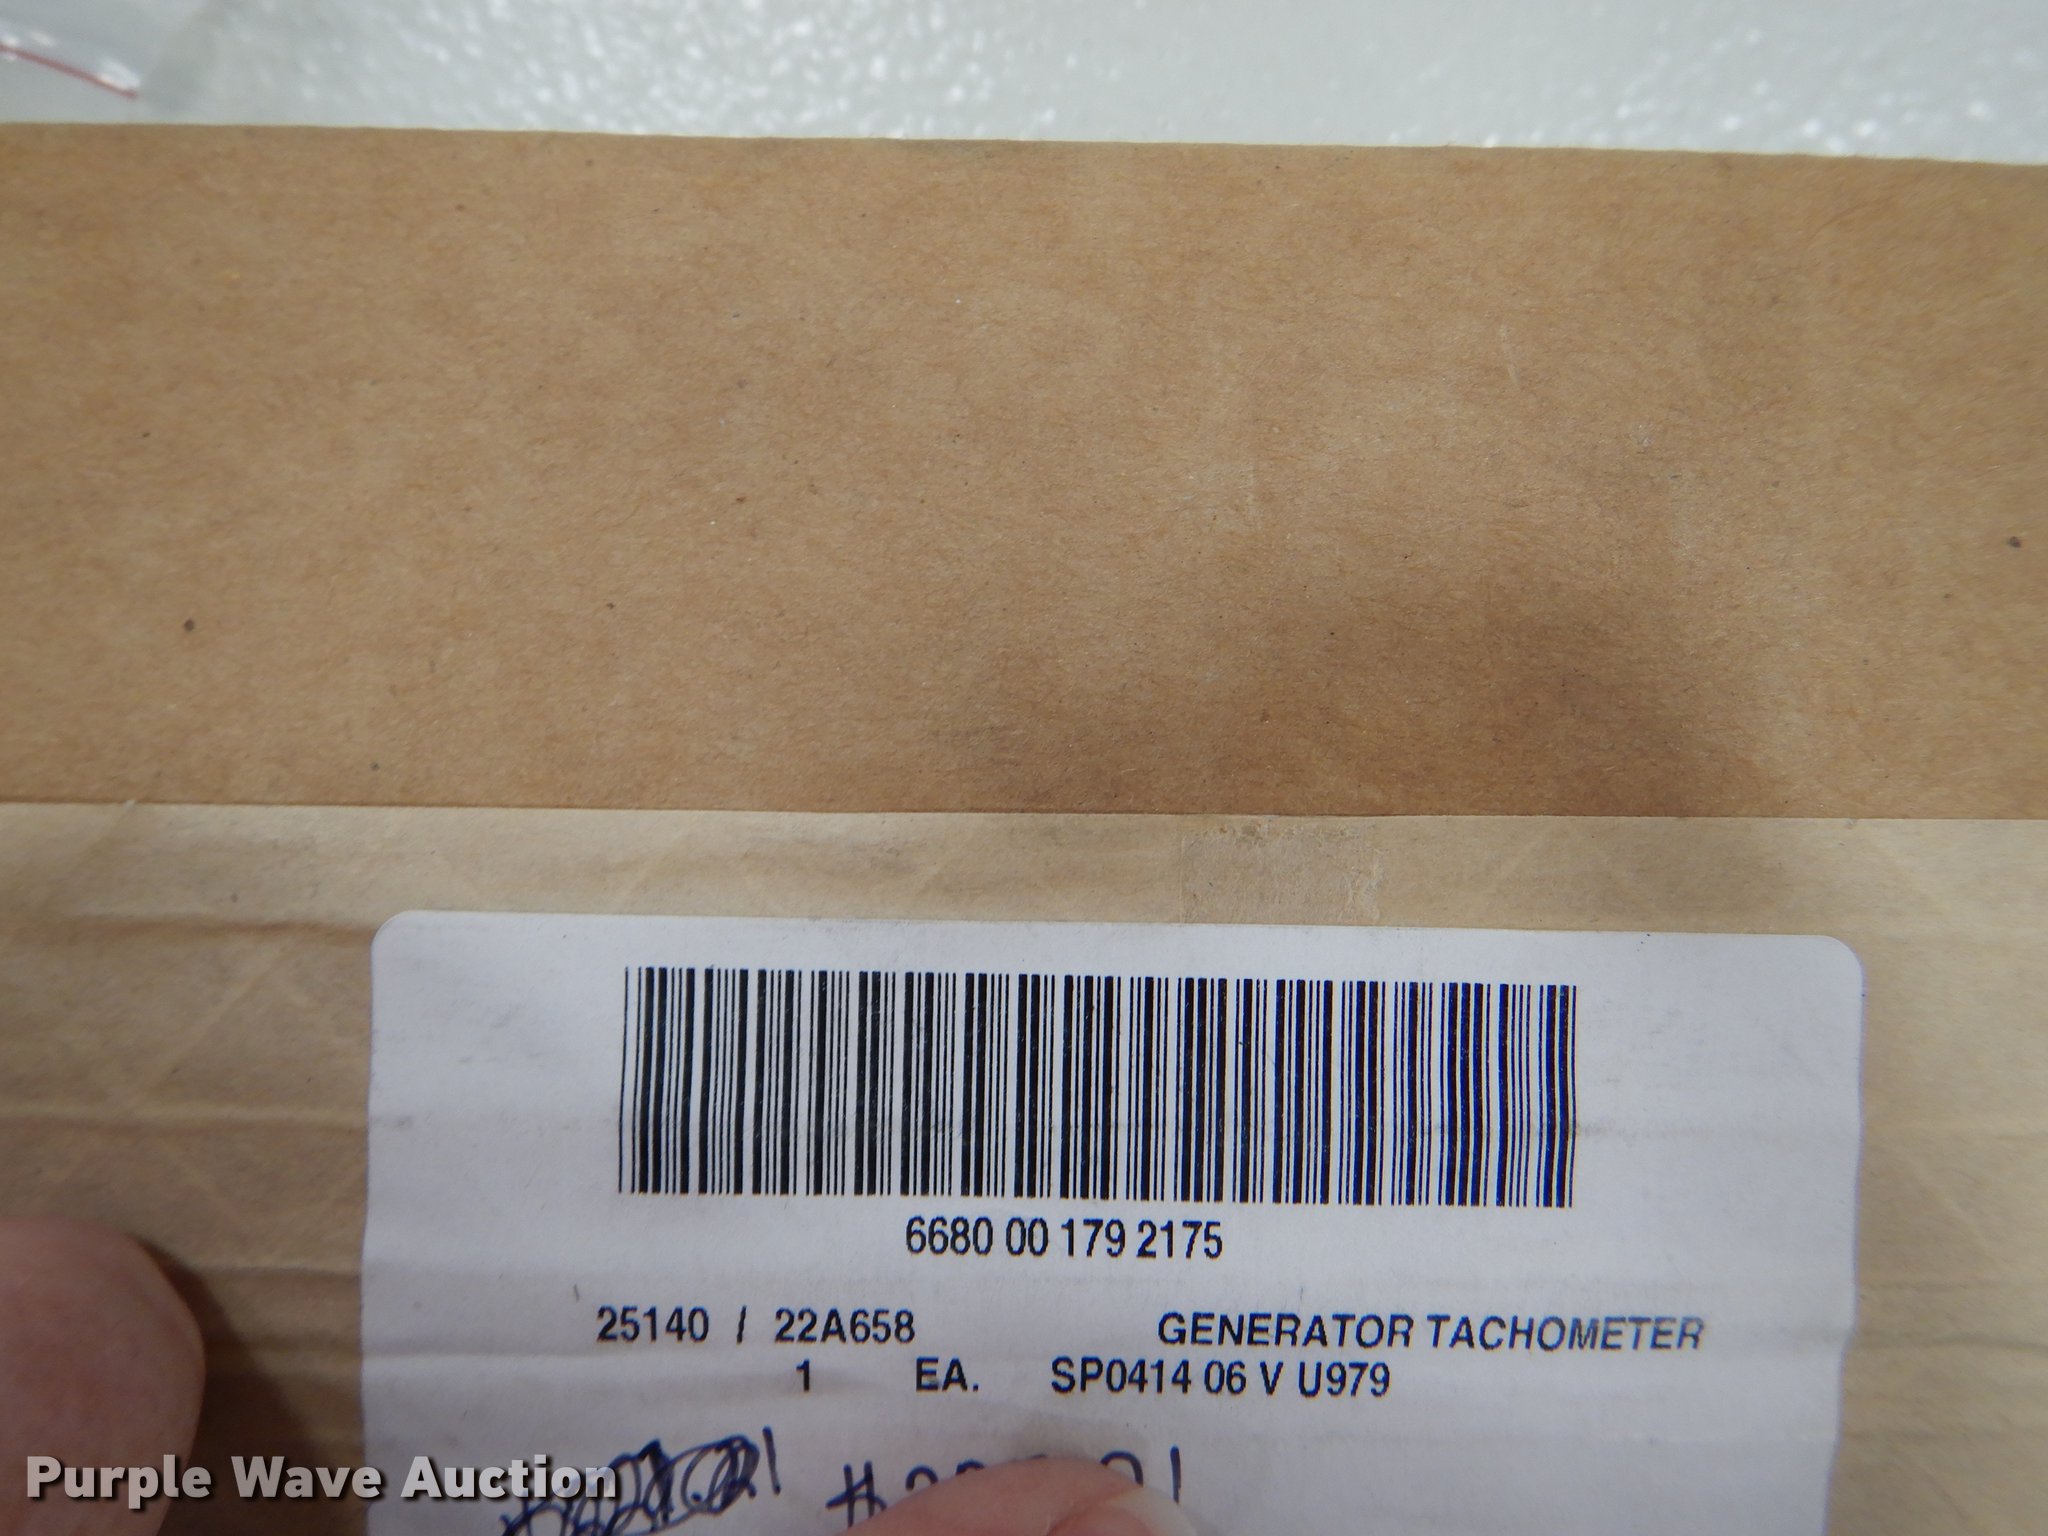 6680 00 179 2175
25140 / 22A658 GENERATOR TACHOMETER
1 EA. SP0414 06 V U979
Purple Wave Auction